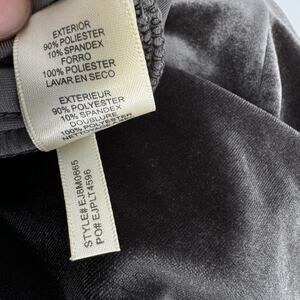 EXTERIOR
90% POLIESTER
10% SPANDEX
FORRO
100% POLIESTER
LAVAR EN SECO
EXTERIEUR
90% POLYESTER
10% SPANDEX
DOUBLURE
100% POLYESTER
NETTOYAGE
STYLE# EJ8M0665
PO# EJPLT4596